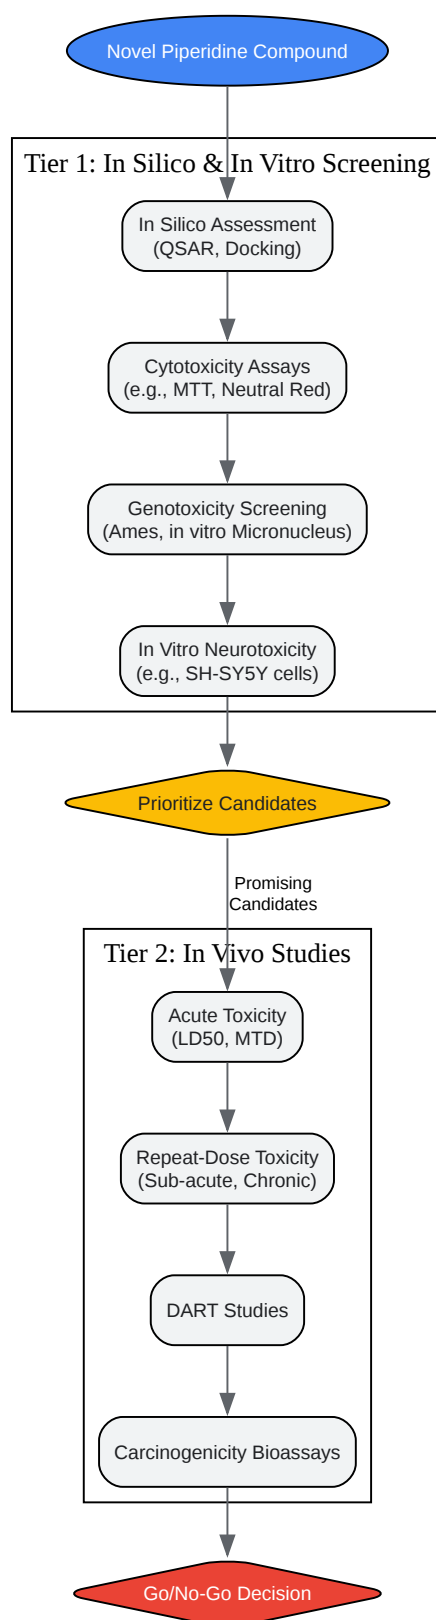 Novel Piperidine Compound
Tier 1: In Silico & In Vitro Screening
In Silico Assessment
(QSAR, Docking)
Cytotoxicity Assays
(e.g., MTT, Neutral Red)
Genotoxicity Screening
(Ames, in vitro Micronucleus)
In Vitro Neurotoxicity
(e.g., SH-SY5Y cells)
Prioritize Candidates
Promising
Candidates
Tier 2: In Vivo Studies
Acute Toxicity
(LD50, MTD)
Repeat-Dose Toxicity
(Sub-acute, Chronic)
DART Studies
Carcinogenicity Bioassays
Go/No-Go Decision